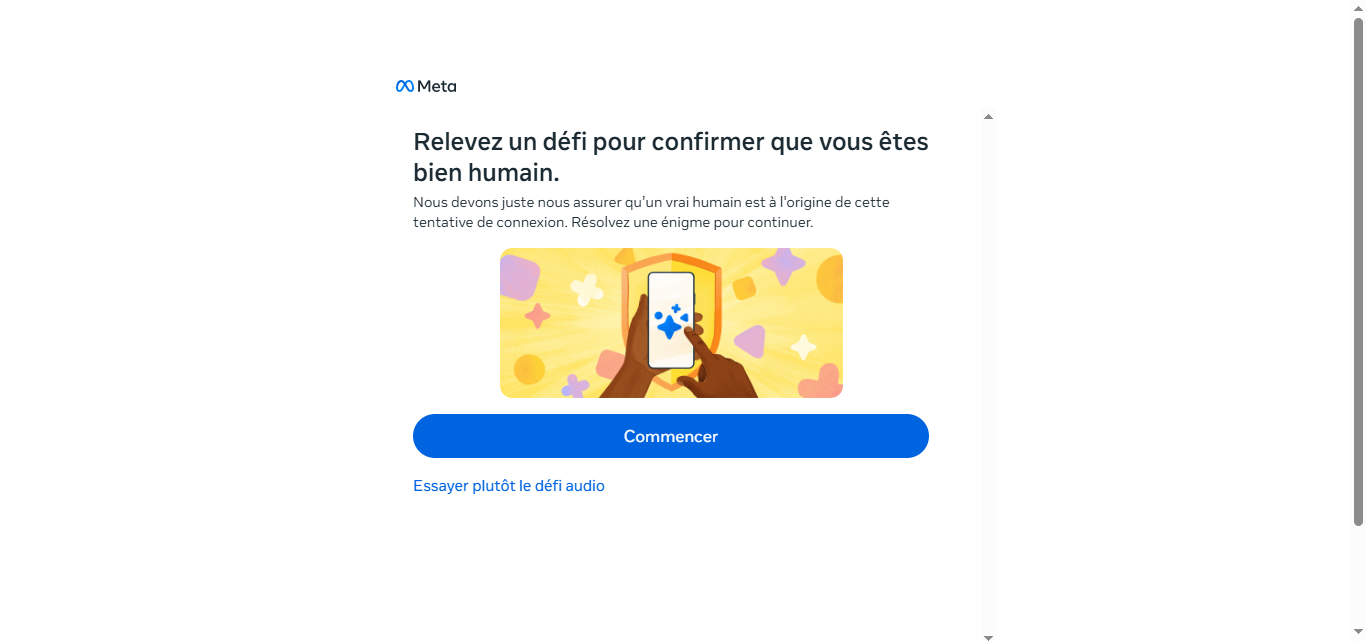 Meta
Relevez un défi pour confirmer que vous êtes
bien humain.
Nous devons juste nous assurer qu’un vrai humain est à l’origine de cette
tentative de connexion. Résolvez une énigme pour continuer.
Commencer
Essayer plutôt le défi audio